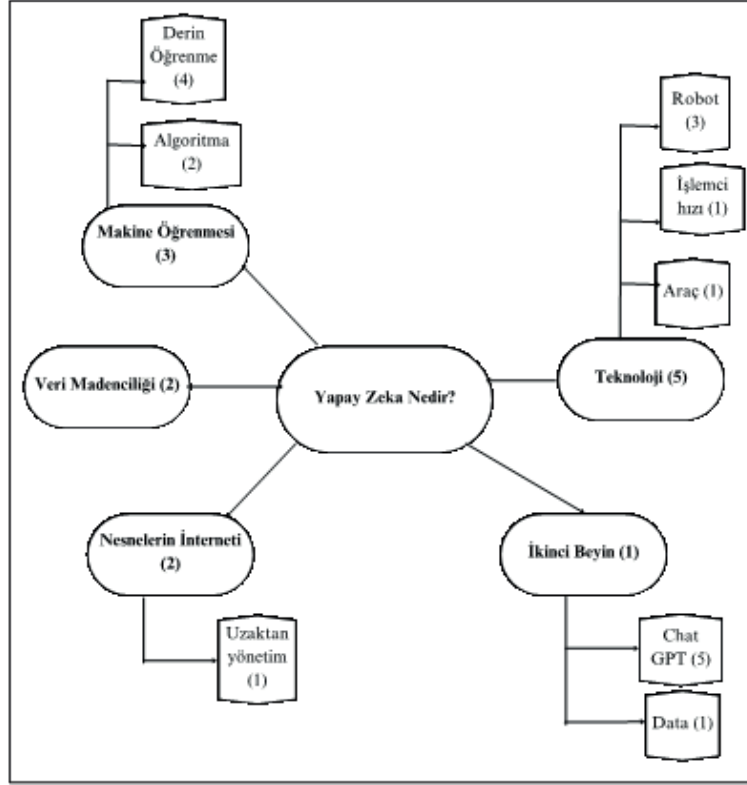 Derin
Öğrenme
(4)
Algoritma
(2)
Makine Öğrenmesi
(3)
Robot
(3)
İşlemci
hızı (1)
Araç (1)
Veri Madenciliği (2)
Yapay Zeka Nedir?
Teknoloji (5)
Nesnelerin İnterneti
(2)
İkinci Beyin (1)
Uzaktan
yönetim
(1)
Chat
GPT (5)
Data (1)